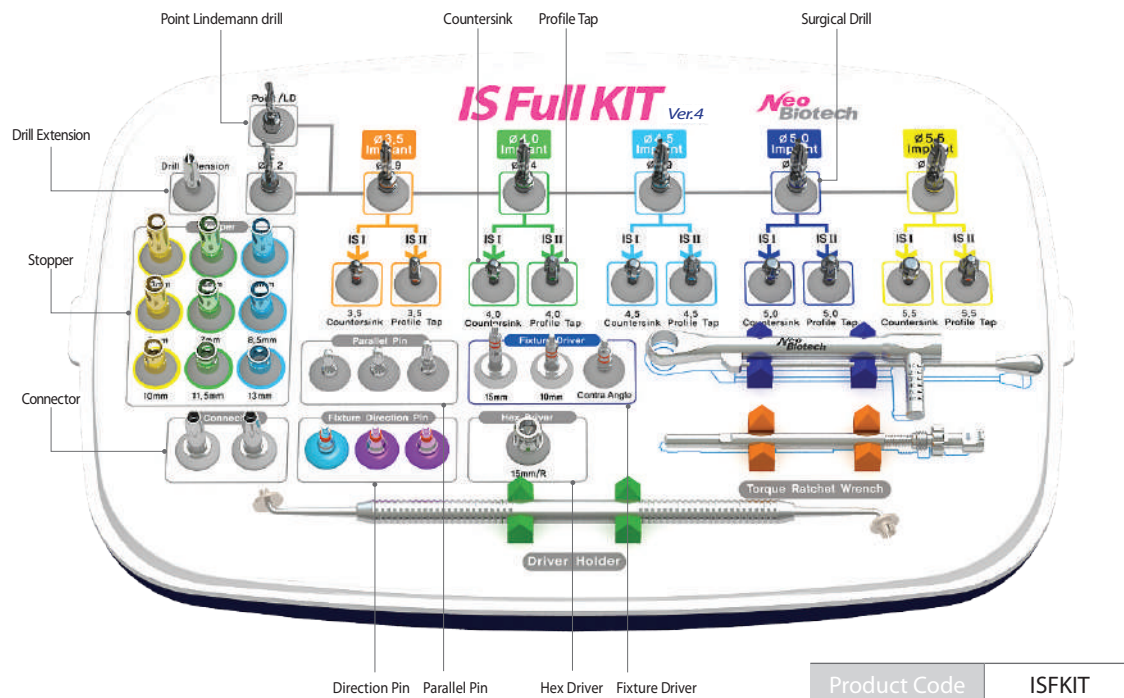 Point Lindemann drill
Countersink
Profile Tap
Surgical Drill
IS Full KIT Ver.4
Neo Biotech
Drill Extension
Stopper
Connector
ø3.5 Implant
ø4.0 Implant
ø4.5 Implant
ø5.0 Implant
ø5.5 Implant
IS I
IS II
IS I
IS II
IS I
IS II
IS I
IS II
IS I
IS II
3.5 Countersink
3.5 Profile Tap
4.0 Countersink
4.0 Profile Tap
4.5 Countersink
4.5 Profile Tap
5.0 Countersink
5.0 Profile Tap
5.5 Countersink
5.5 Profile Tap
8.5mm
10mm
11.5mm
13mm
Parallel Pin
Fixture Driver
15mm
10mm
Contra Angle
Neo Biotech
Fixture Direction Pin
15mm/R
Torque Ratchet Wrench
Driver Holder
Direction Pin
Parallel Pin
Hex Driver
Fixture Driver
Product Code
ISFKIT